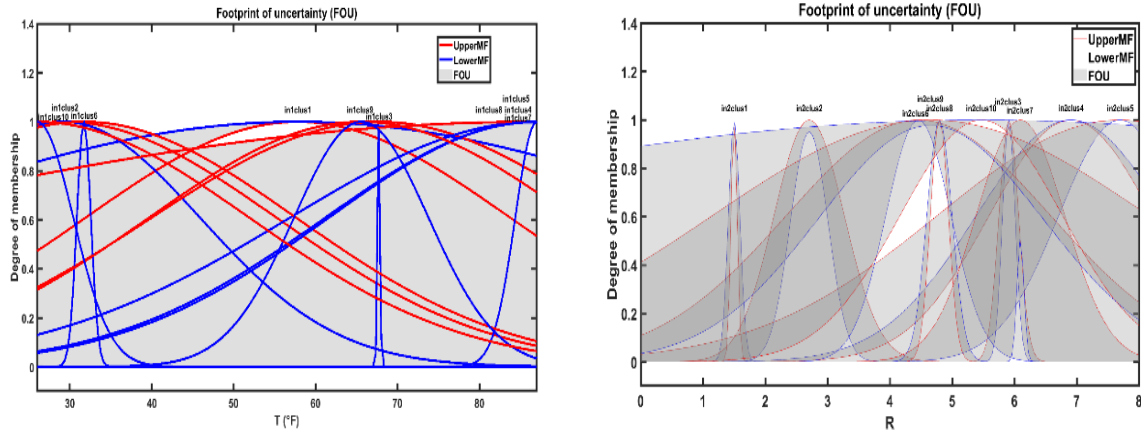 Footprint of uncertainty (FOU)
1.4
1.2
1
0.8
0.6
0.4
0.2
0
Degree of membership
UpperMF
LowerMF
FOU
in1clus2
in1clus10
in1clus6
in1clus1
in1clus9
in1clus3
in1clus5
in1clus8
in1clus4
in1clus7
30
40
50
60
70
80
T (°F)
Footprint of uncertainty (FOU)
1.4
1.2
1
0.8
0.6
0.4
0.2
0
Degree of membership
UpperMF
LowerMF
FOU
in2clus1
in2clus2
in2clus9
in2clus8
in2clus6
in2clus10
in2clus3
in2clus7
in2clus4
in2clus5
0
1
2
3
4
5
6
7
8
R